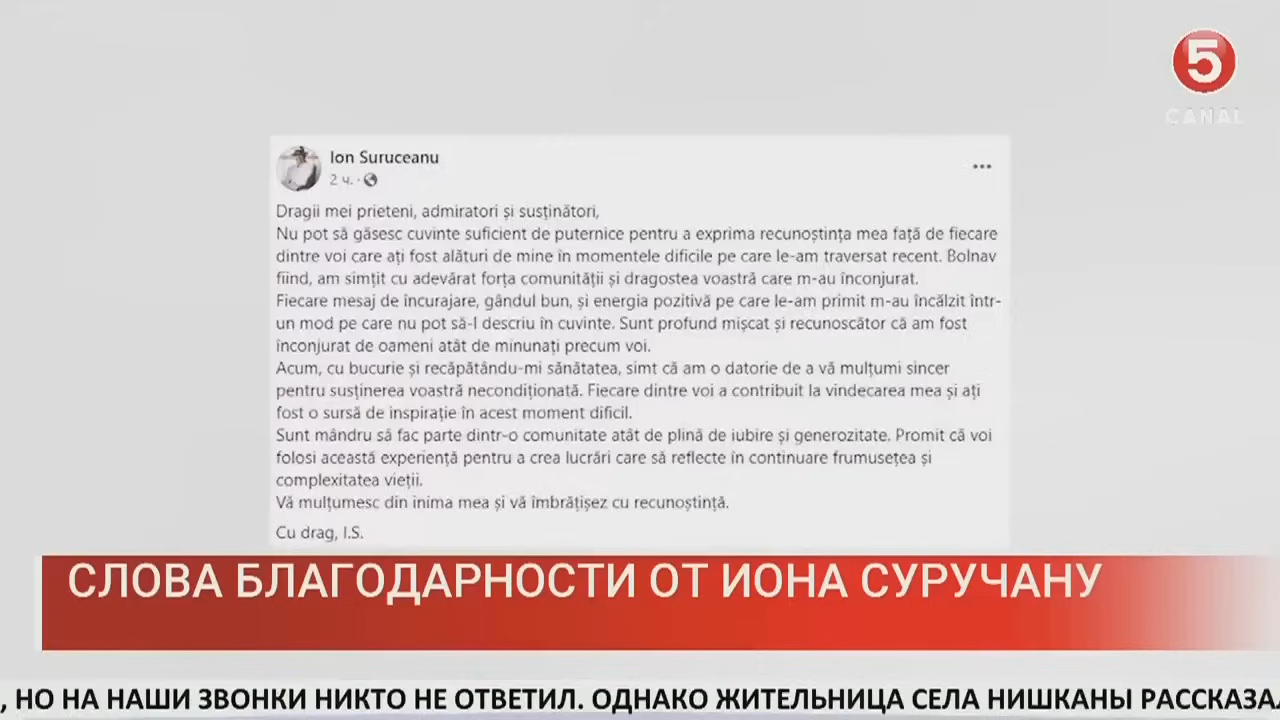 5
CANAL
Ion Suruceanu
2 ч.
Dragii mei prieteni, admiratori și susținători,
Nu pot să găsesc cuvinte suficient de puternice pentru a exprima recunoștința mea față de fiecare
dintre voi care ați fost alături de mine în momentele dificile pe care le-am traversat recent. Bolnav
fiind, am simțit cu adevărat forța comunității și dragostea voastră care m-au înconjurat.
Fiecare mesaj de încurajare, gândul bun, și energia pozitivă pe care le-am primit m-au încălzit într-
un mod pe care nu pot să-l descriu în cuvinte. Sunt profund mișcat și recunoscător că am fost
înconjurat de oameni atât de minunați precum voi.
Acum, cu bucurie și recăpătându-mi sănătatea, simt că am o datorie de a vă mulțumi sincer
pentru susținerea voastră necondiționată. Fiecare dintre voi a contribuit la vindecarea mea și ați
fost o sursă de inspirație în acest moment dificil.
Sunt mândru să fac parte dintr-o comunitate atât de plină de iubire și generozitate. Promit că voi
folosi această experiență pentru a crea lucrări care să reflecte în continuare frumusețea și
complexitatea vieții.
Vă mulțumesc din inima mea și vă îmbrățișez cu recunoștință.
Cu drag, I.S.
СЛОВА БЛАГОДАРНОСТИ ОТ ИОНА СУРУЧАНУ
, НО НА НАШИ ЗВОНКИ НИКТО НЕ ОТВЕТИЛ. ОДНАКО ЖИТЕЛЬНИЦА СЕЛА НИШКАНЫ РАССКАЗА